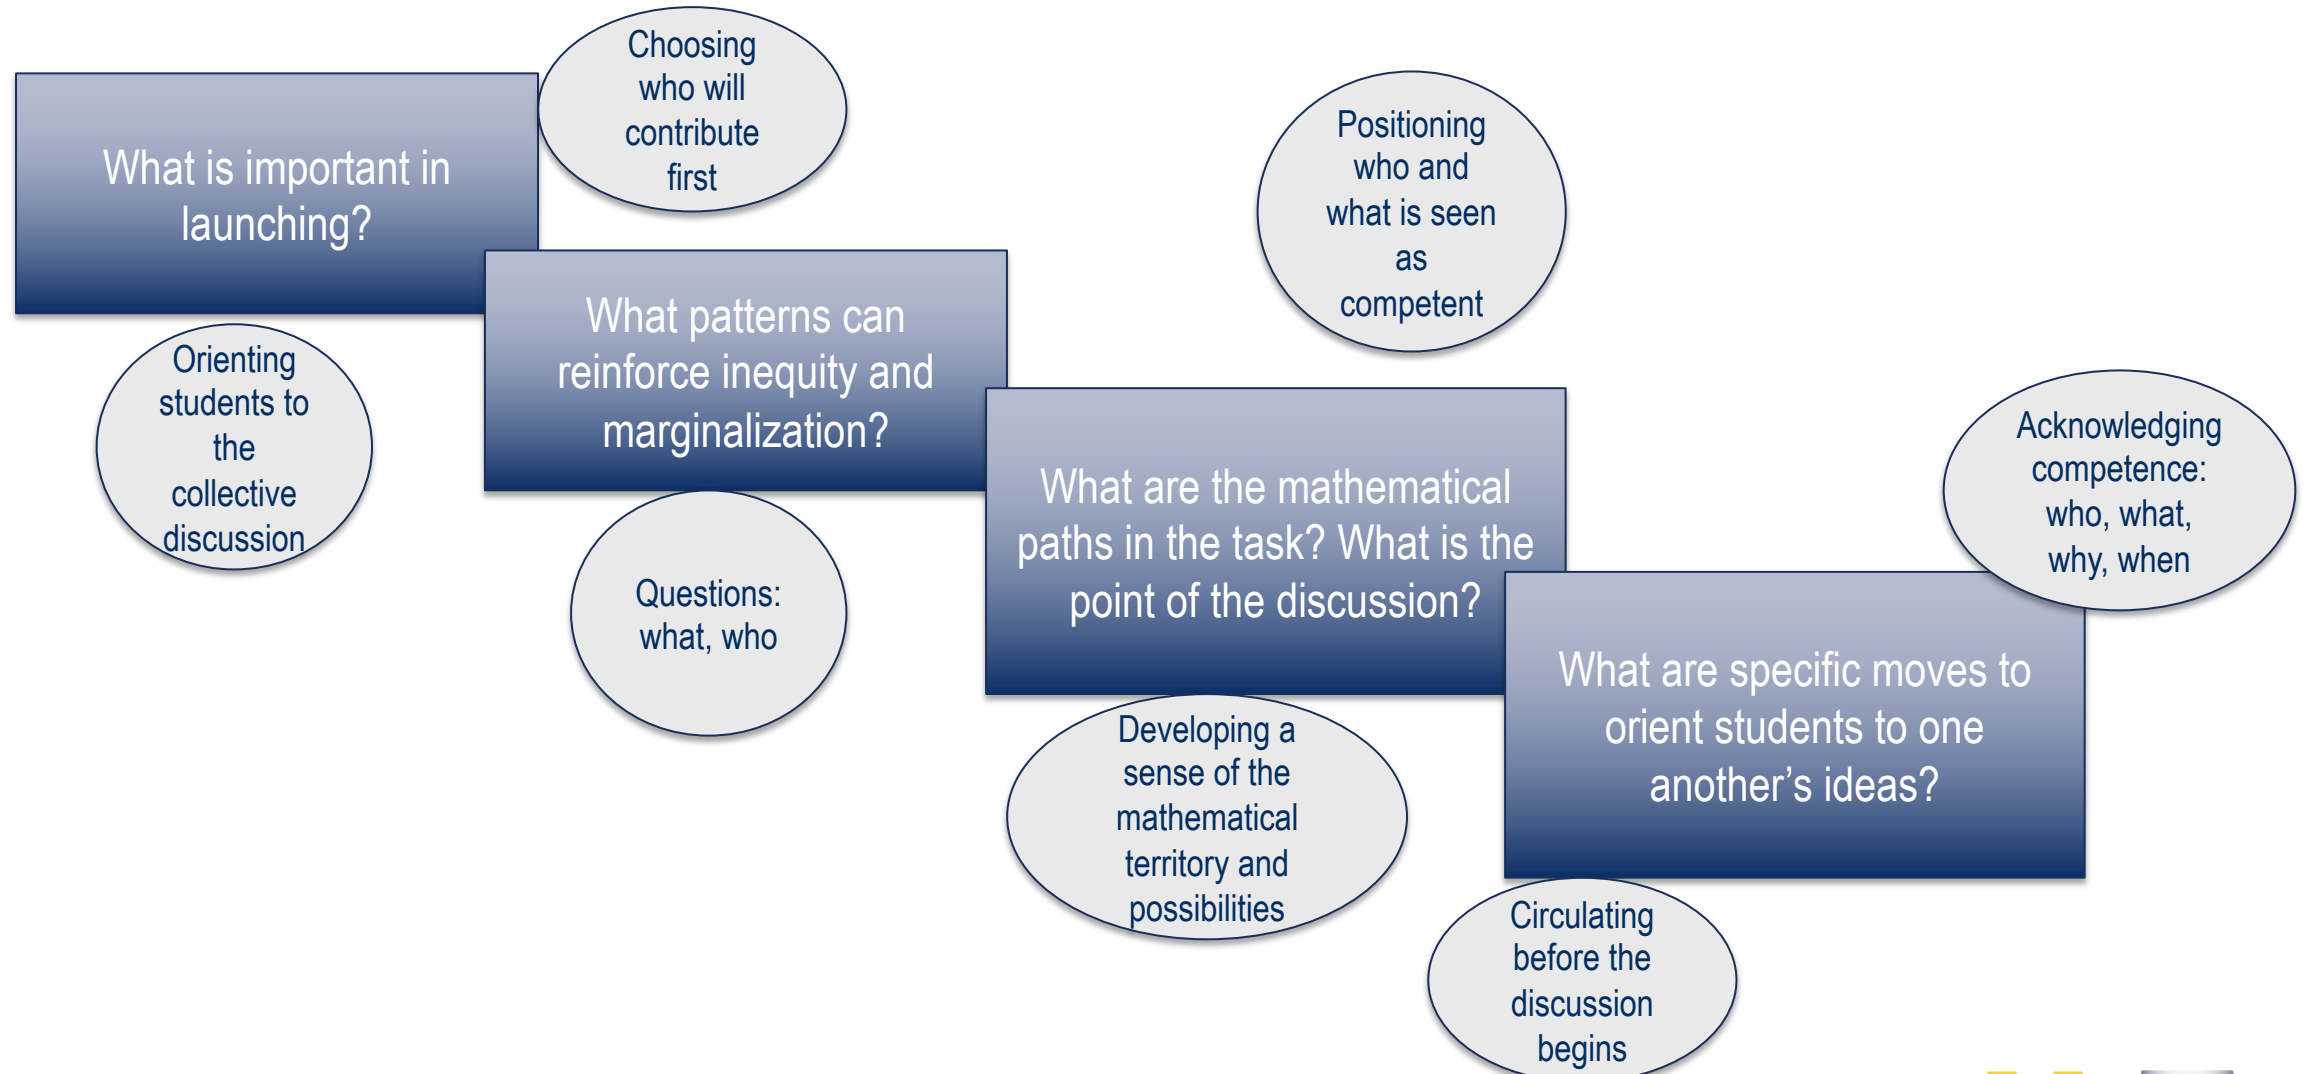 Choosing
who will
contribute
first
What is important in
launching?
Positioning
who and
what is seen
as
competent
What patterns can
reinforce inequity and
marginalization?
Orienting
students to
the
collective
discussion
Acknowledging
competence:
who, what,
why, when
What are the mathematical
paths in the task? What is the
point of the discussion?
Questions:
what, who
What are specific moves to
orient students to one
another’s ideas?
Developing a
sense of the
mathematical
territory and
possibilities
Circulating
before the
discussion
begins